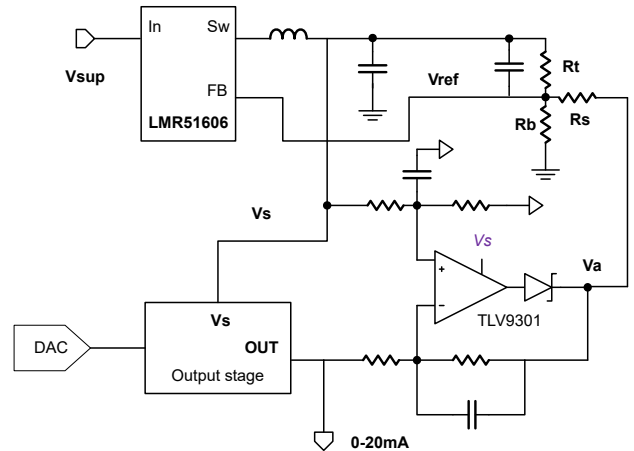 In
Sw
Vsup
FB
LMR51606
Vref
Rt
Rb
Rs
Vs
Vs
+
−
Va
TLV9301
DAC
Vs
OUT
Output stage
0-20mA